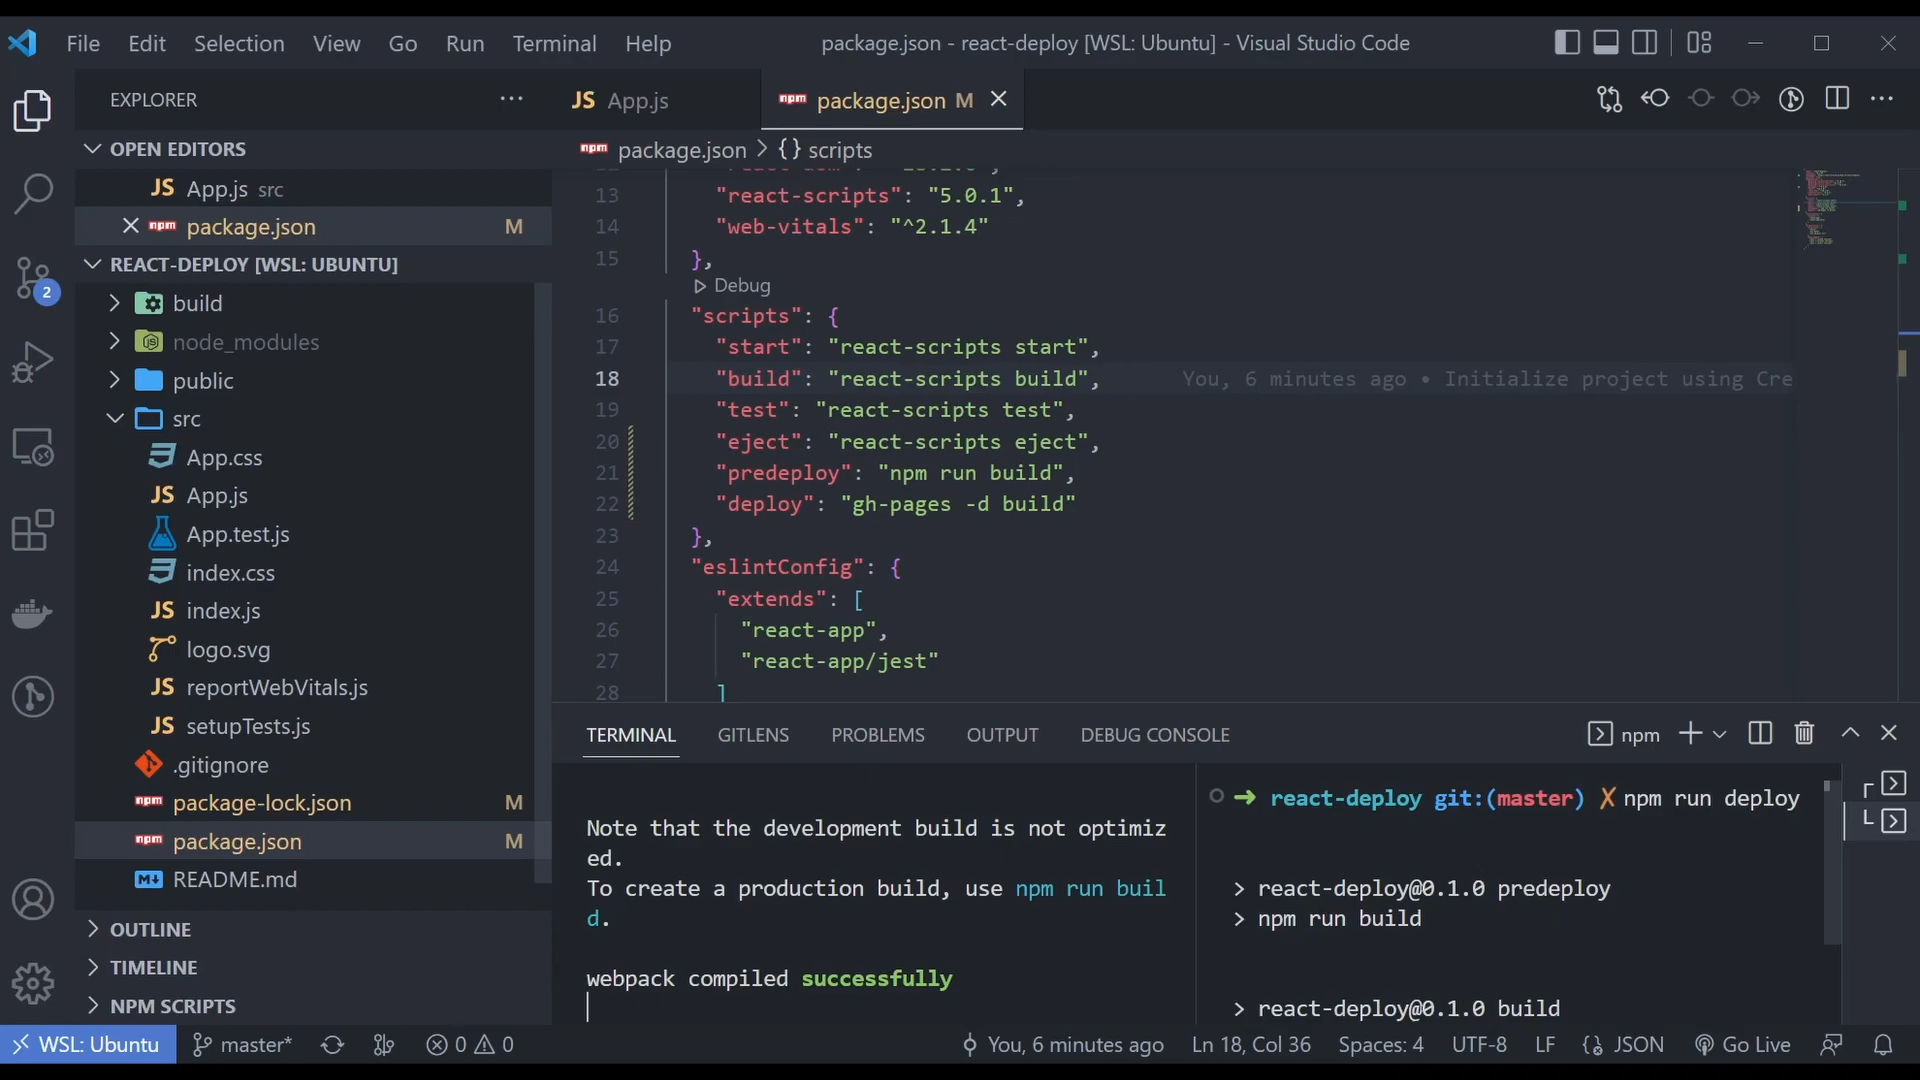 File Edit Selection View Go Run Terminal Help
package.json - react-deploy [WSL: Ubuntu] - Visual Studio Code
EXPLORER
OPEN EDITORS
JS App.js src
npm package.json M
REACT-DEPLOY [WSL: UBUNTU]
build
node_modules
public
src
App.css
JS App.js
App.test.js
index.css
JS index.js
logo.svg
JS reportWebVitals.js
JS setupTests.js
.gitignore
npm package-lock.json M
npm package.json M
README.md
OUTLINE
TIMELINE
NPM SCRIPTS
2
JS App.js
npm package.json M
npm package.json > {} scripts
13 "react-scripts": "5.0.1",
14 "web-vitals": "^2.1.4"
15 },
Debug
16 "scripts": {
17 "start": "react-scripts start",
18 "build": "react-scripts build", You, 6 minutes ago • Initialize project using Cre
19 "test": "react-scripts test",
20 "eject": "react-scripts eject",
21 "predeploy": "npm run build",
22 "deploy": "gh-pages -d build"
23 },
24 "eslintConfig": {
25 "extends": [
26 "react-app",
27 "react-app/jest"
28 ]
TERMINAL GITLENS PROBLEMS OUTPUT DEBUG CONSOLE
npm
Note that the development build is not optimiz
ed.
To create a production build, use npm run buil
d.
webpack compiled successfully
➜ react-deploy git:(master) ✗ npm run deploy
> react-deploy@0.1.0 predeploy
> npm run build
> react-deploy@0.1.0 build
WSL: Ubuntu master* 0 0 You, 6 minutes ago Ln 18, Col 36 Spaces: 4 UTF-8 LF {} JSON Go Live